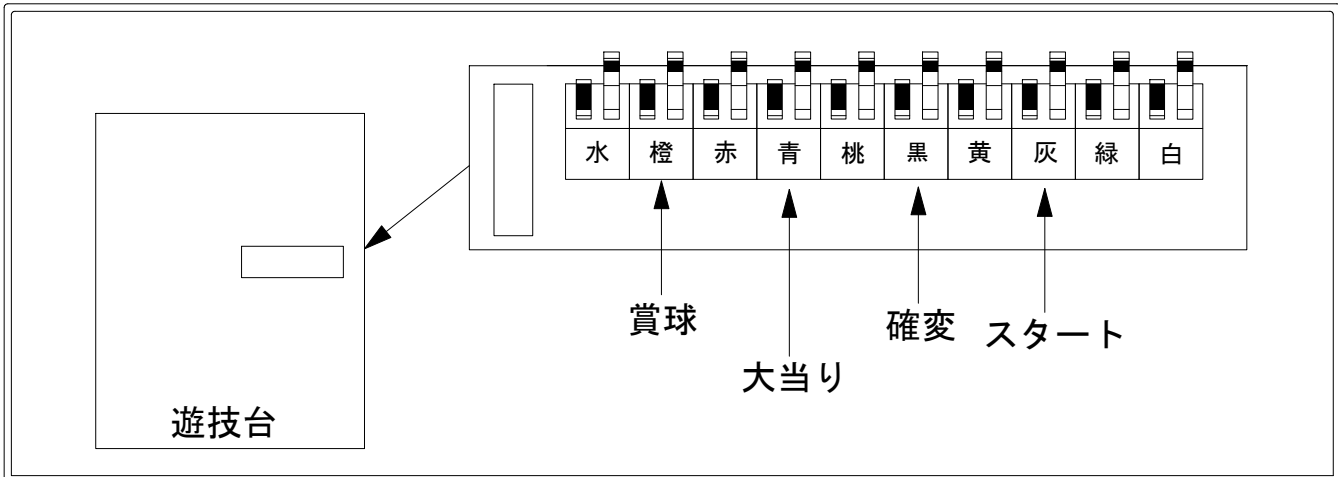 水 橙 赤 青 桃 黒 黄 灰 緑 白
賞球
確変
スタート
大当り
遊技台